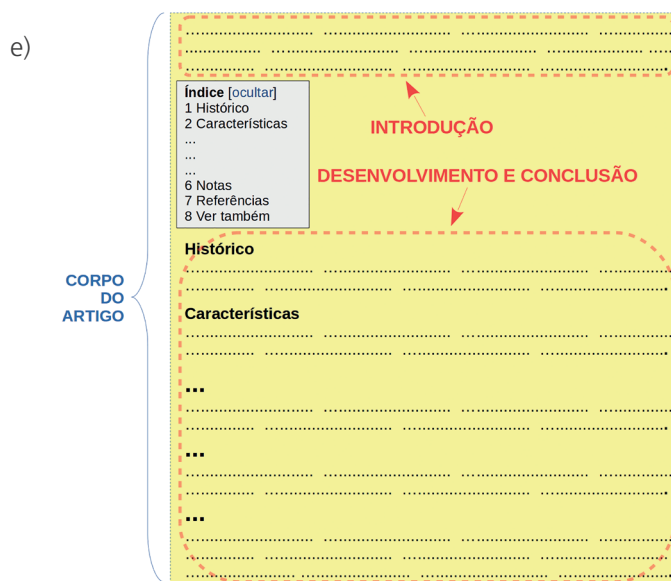 e)
Índice [ocultar]
1 Histórico
2 Características
...
...
...
6 Notas
7 Referências
8 Ver também
INTRODUÇÃO
DESENVOLVIMENTO E CONCLUSÃO
CORPO
DO
ARTIGO
Histórico
Características
...
...
...